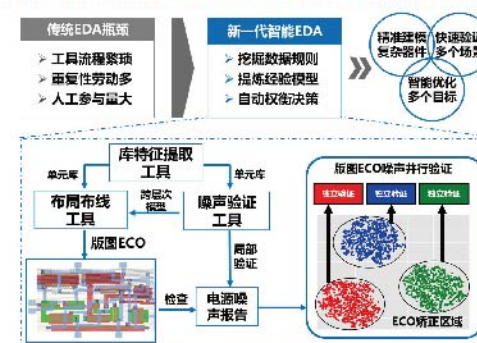 传统EDA瓶颈
工具流程繁琐
重复性劳动多
人工参与量大
新一代智能EDA
挖掘数据规则
提炼经验模型
自动权衡决策
精准建模
复杂器件
快速验证
多个场景
智能优化
多个目标
库特征提取
工具
单元库
单元库
跨层次
模型
布局布线
工具
噪声验证
工具
版图ECO
局部
验证
检查
电源噪
声报告
版图ECO噪声并行验证
独立验证
独立验证
独立验证
ECO矫正区域